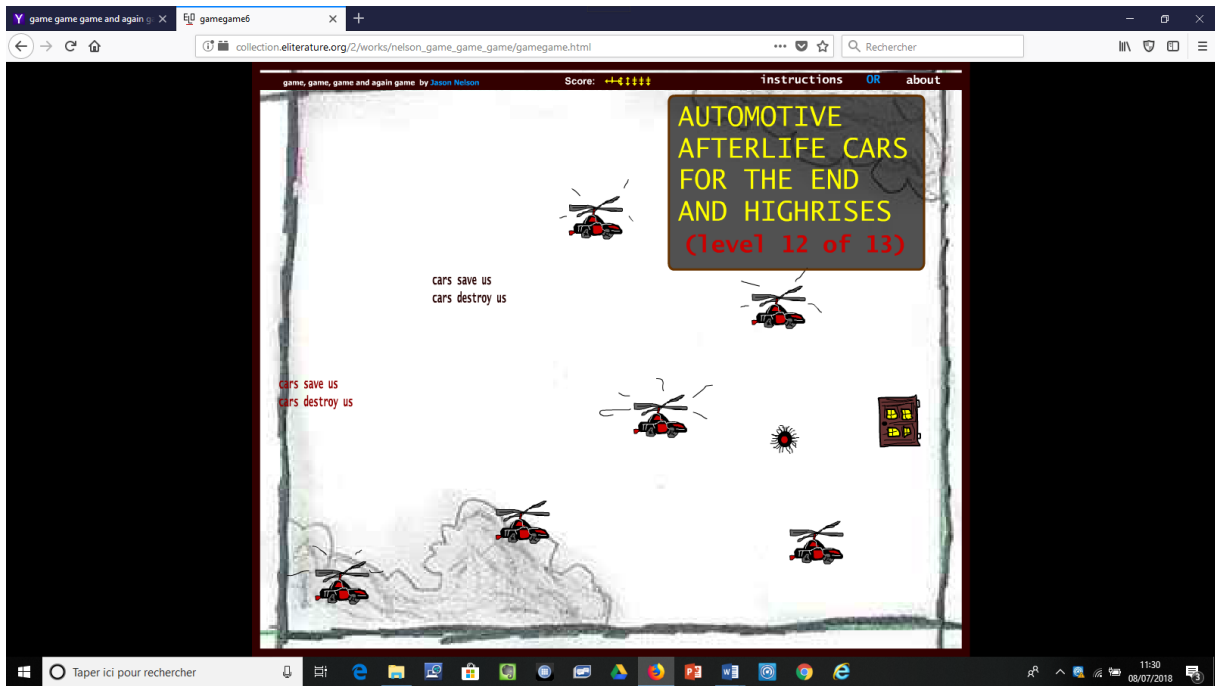 game game game and again g
gamegame6
collection.eliterature.org/2/works/nelson_game_game_game/gamegame.html
Rechercher
game, game, game and again game by Jason Nelson
Score:
instructions OR about
AUTOMOTIVE
AFTERLIFE CARS
FOR THE END
AND HIGHRISES
(level 12 of 13)
cars save us
cars destroy us
cars save us
cars destroy us
Taper ici pour rechercher
11:30
08/07/2018